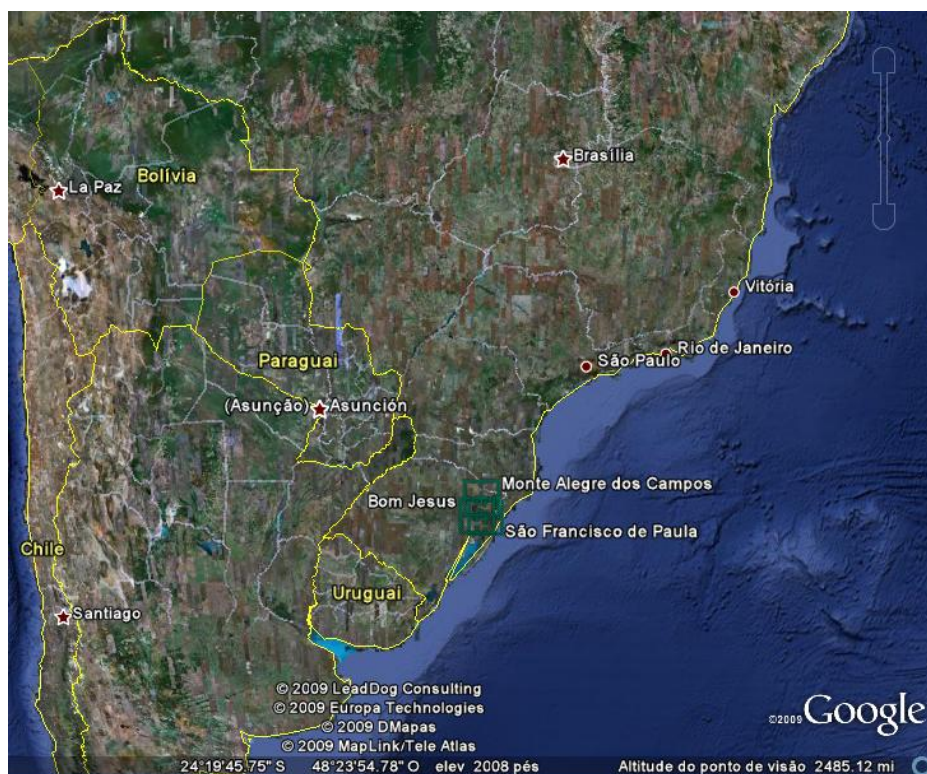 Brasília
Bolívia
La Paz
Vitória
Paraguai
Rio de Janeiro
São Paulo
(Asunção) Asunción
Monte Alegre dos Campos
Bom Jesus
São Francisco de Paula
Chile
Uruguai
Santiago
© 2009 LeadDog Consulting
© 2009 Europa Technologies
© 2009 DMapas
© 2009 MapLink/Tele Atlas
©2009 Google
24°19'45.75" S 48°23'54.78" O elev 2008 pés Altitude do ponto de visão 2485.12 mi